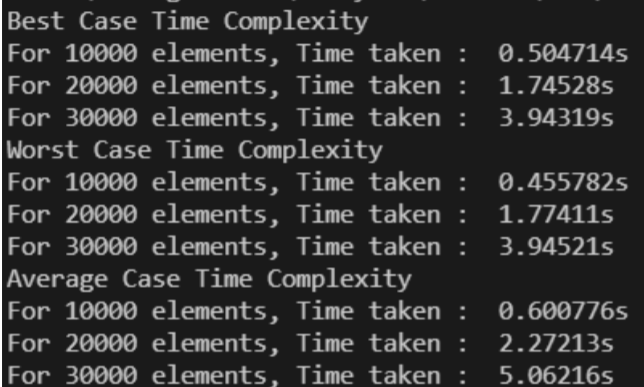 Best Case Time Complexity
For 10000 elements, Time taken :  0.504714s
For 20000 elements, Time taken :  1.74528s
For 30000 elements, Time taken :  3.94319s
Worst Case Time Complexity
For 10000 elements, Time taken :  0.455782s
For 20000 elements, Time taken :  1.77411s
For 30000 elements, Time taken :  3.94521s
Average Case Time Complexity
For 10000 elements, Time taken :  0.600776s
For 20000 elements, Time taken :  2.27213s
For 30000 elements, Time taken :  5.06216s